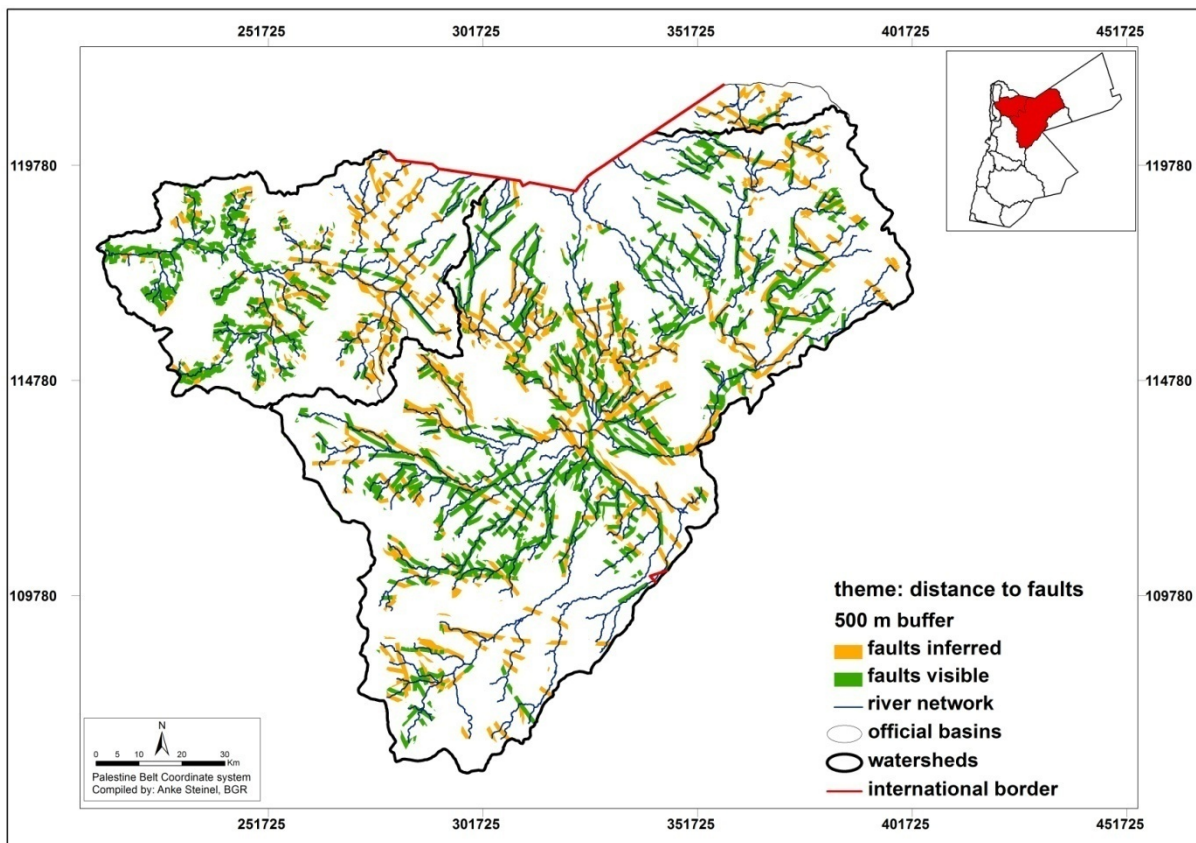 251725 301725 351725 401725 451725
119780 119780
114780 114780
109780 109780
theme: distance to faults
500 m buffer
faults inferred
faults visible
river network
official basins
watersheds
international border
N
0 5 10 20 30
Km
Palestine Belt Coordinate system
Compiled by: Anke Steinel, BGR
251725 301725 351725 401725 451725